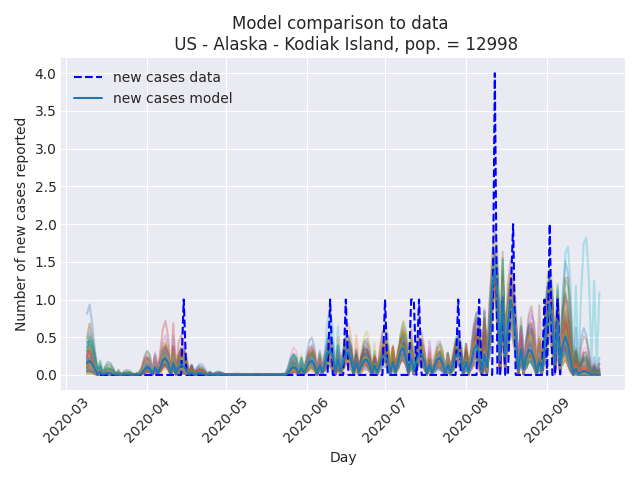 Model comparison to data
US - Alaska - Kodiak Island, pop. = 12998
new cases data
new cases model
Number of new cases reported
4.0
3.5
3.0
2.5
2.0
1.5
1.0
0.5
0.0
2020-03
2020-04
2020-05
2020-06
2020-07
2020-08
2020-09
Day